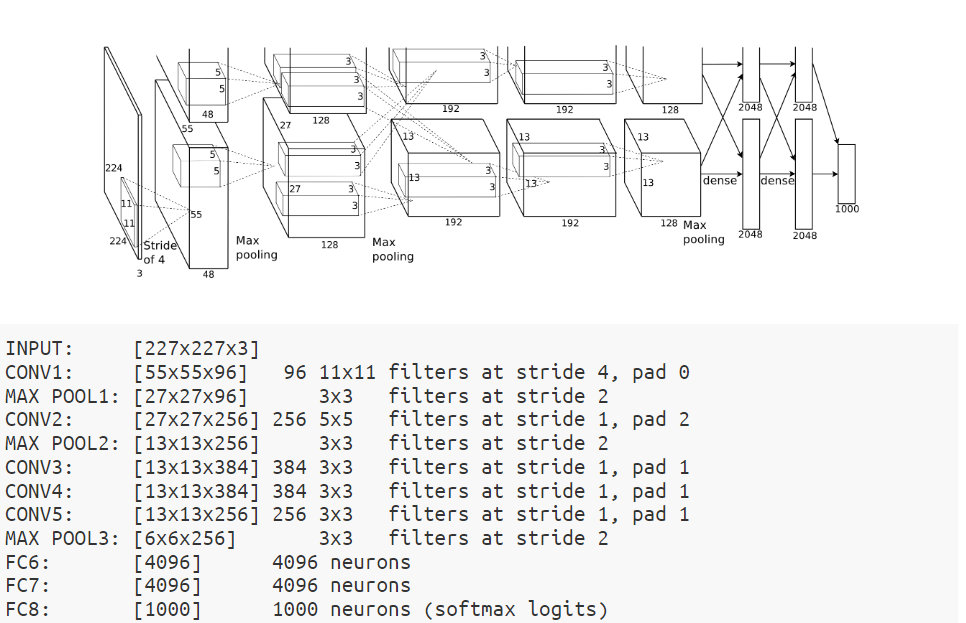 5
5
48
55
3
3
128
27
3
3
192
3
3
192
128
2048
2048
224
11
11
224
3
Stride
of 4
5
5
55
48
Max
pooling
3
3
27
3
3
128
Max
pooling
13
13
3
3
192
13
13
3
3
192
13
13
128
Max
pooling
dense
2048
dense
2048
1000
INPUT: [227x227x3]
CONV1: [55x55x96] 96 11x11 filters at stride 4, pad 0
MAX POOL1: [27x27x96] 3x3 filters at stride 2
CONV2: [27x27x256] 256 5x5 filters at stride 1, pad 2
MAX POOL2: [13x13x256] 3x3 filters at stride 2
CONV3: [13x13x384] 384 3x3 filters at stride 1, pad 1
CONV4: [13x13x384] 384 3x3 filters at stride 1, pad 1
CONV5: [13x13x256] 256 3x3 filters at stride 1, pad 1
MAX POOL3: [6x6x256] 3x3 filters at stride 2
FC6: [4096] 4096 neurons
FC7: [4096] 4096 neurons
FC8: [1000] 1000 neurons (softmax logits)